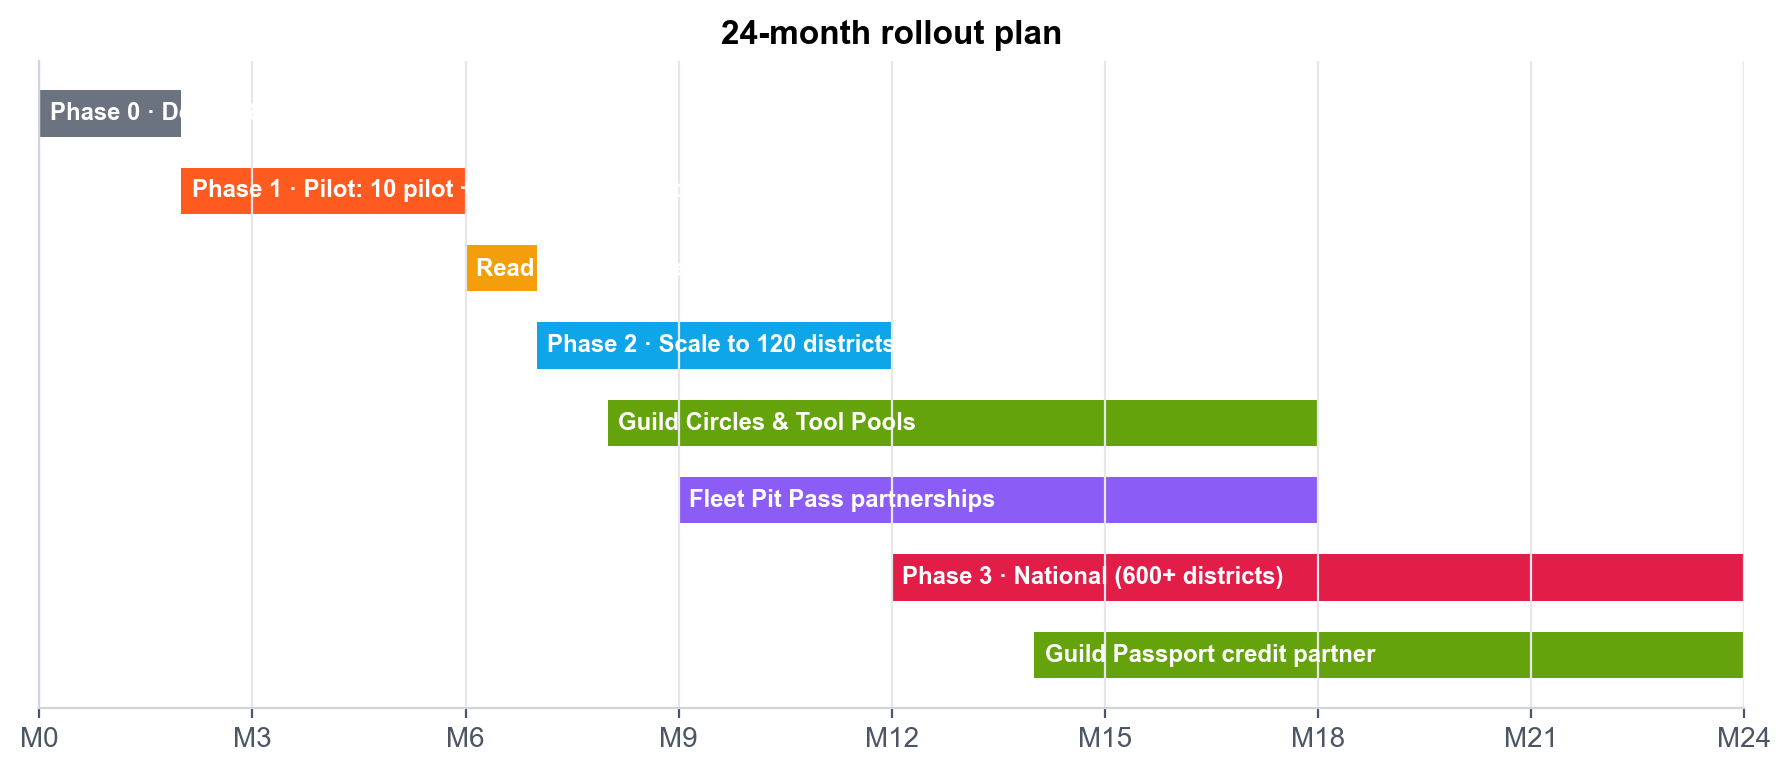 24-month rollout plan
Phase 0 ·
Phase 1 · Pilot: 10 pilot
Read
Phase 2 · Scale to 120 districts
Guild Circles & Tool Pools
Fleet Pit Pass partnerships
Phase 3 · National (600+ districts)
Guild Passport credit partner
M0 M3 M6 M9 M12 M15 M18 M21 M24